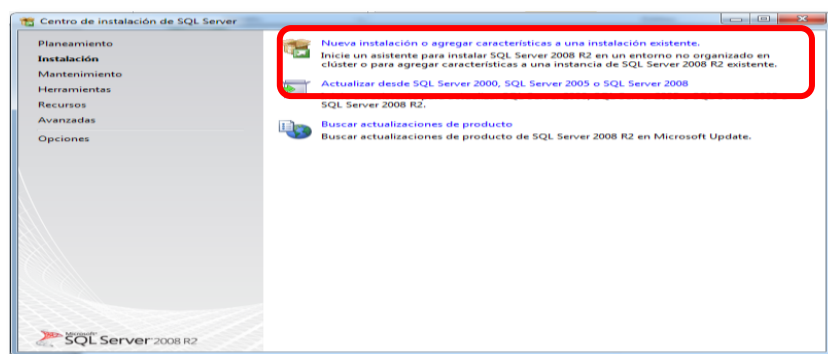 Centro de instalación de SQL Server
Planeamiento
Instalación
Mantenimiento
Herramientas
Recursos
Avanzadas
Opciones
Nueva instalación o agregar características a una instalación existente.
Inicie un asistente para instalar SQL Server 2008 R2 en un entorno no organizado en
clúster o para agregar características a una instancia de SQL Server 2008 R2 existente.
Actualizar desde SQL Server 2000, SQL Server 2005 o SQL Server 2008
SQL Server 2008 R2.
Buscar actualizaciones de producto
Buscar actualizaciones de producto de SQL Server 2008 R2 en Microsoft Update.
Microsoft
SQL Server 2008 R2